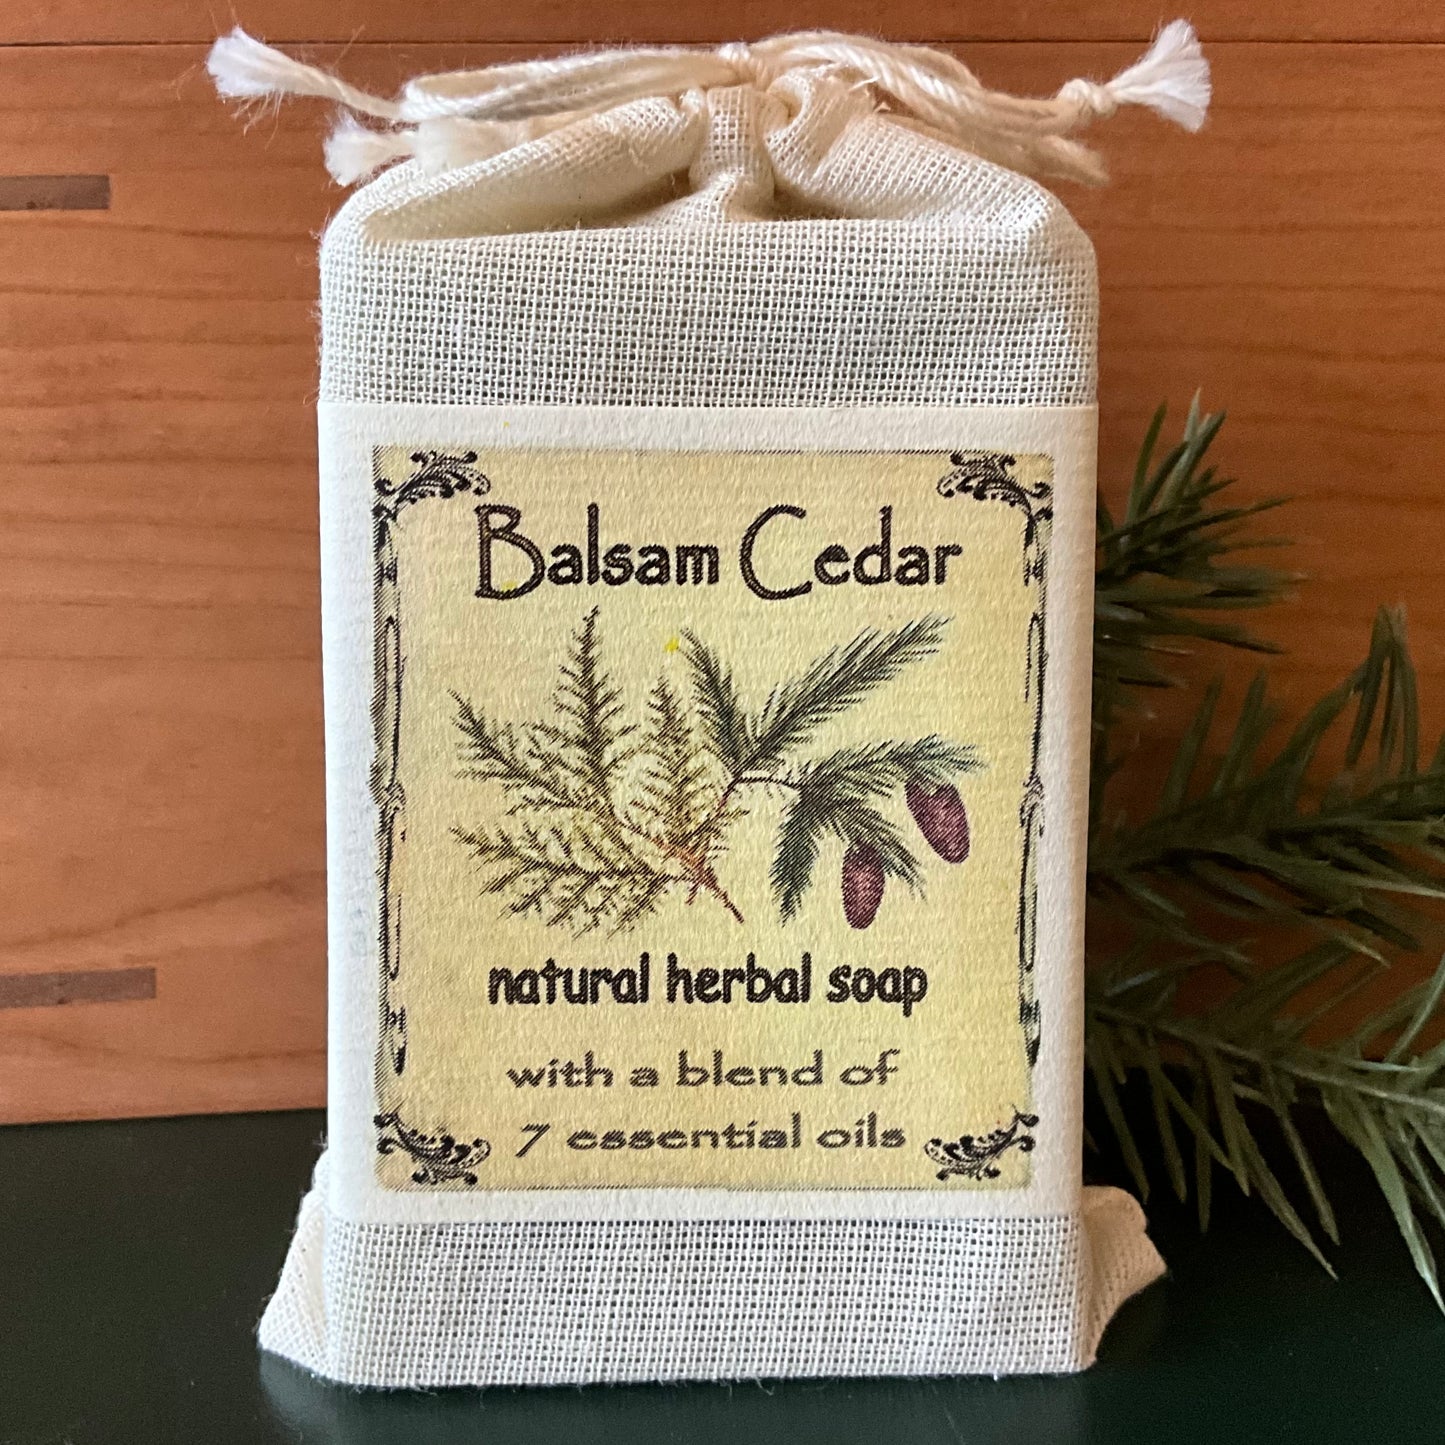 Balsam Cedar
natural herbal soap
with a blend of
7 essential oils